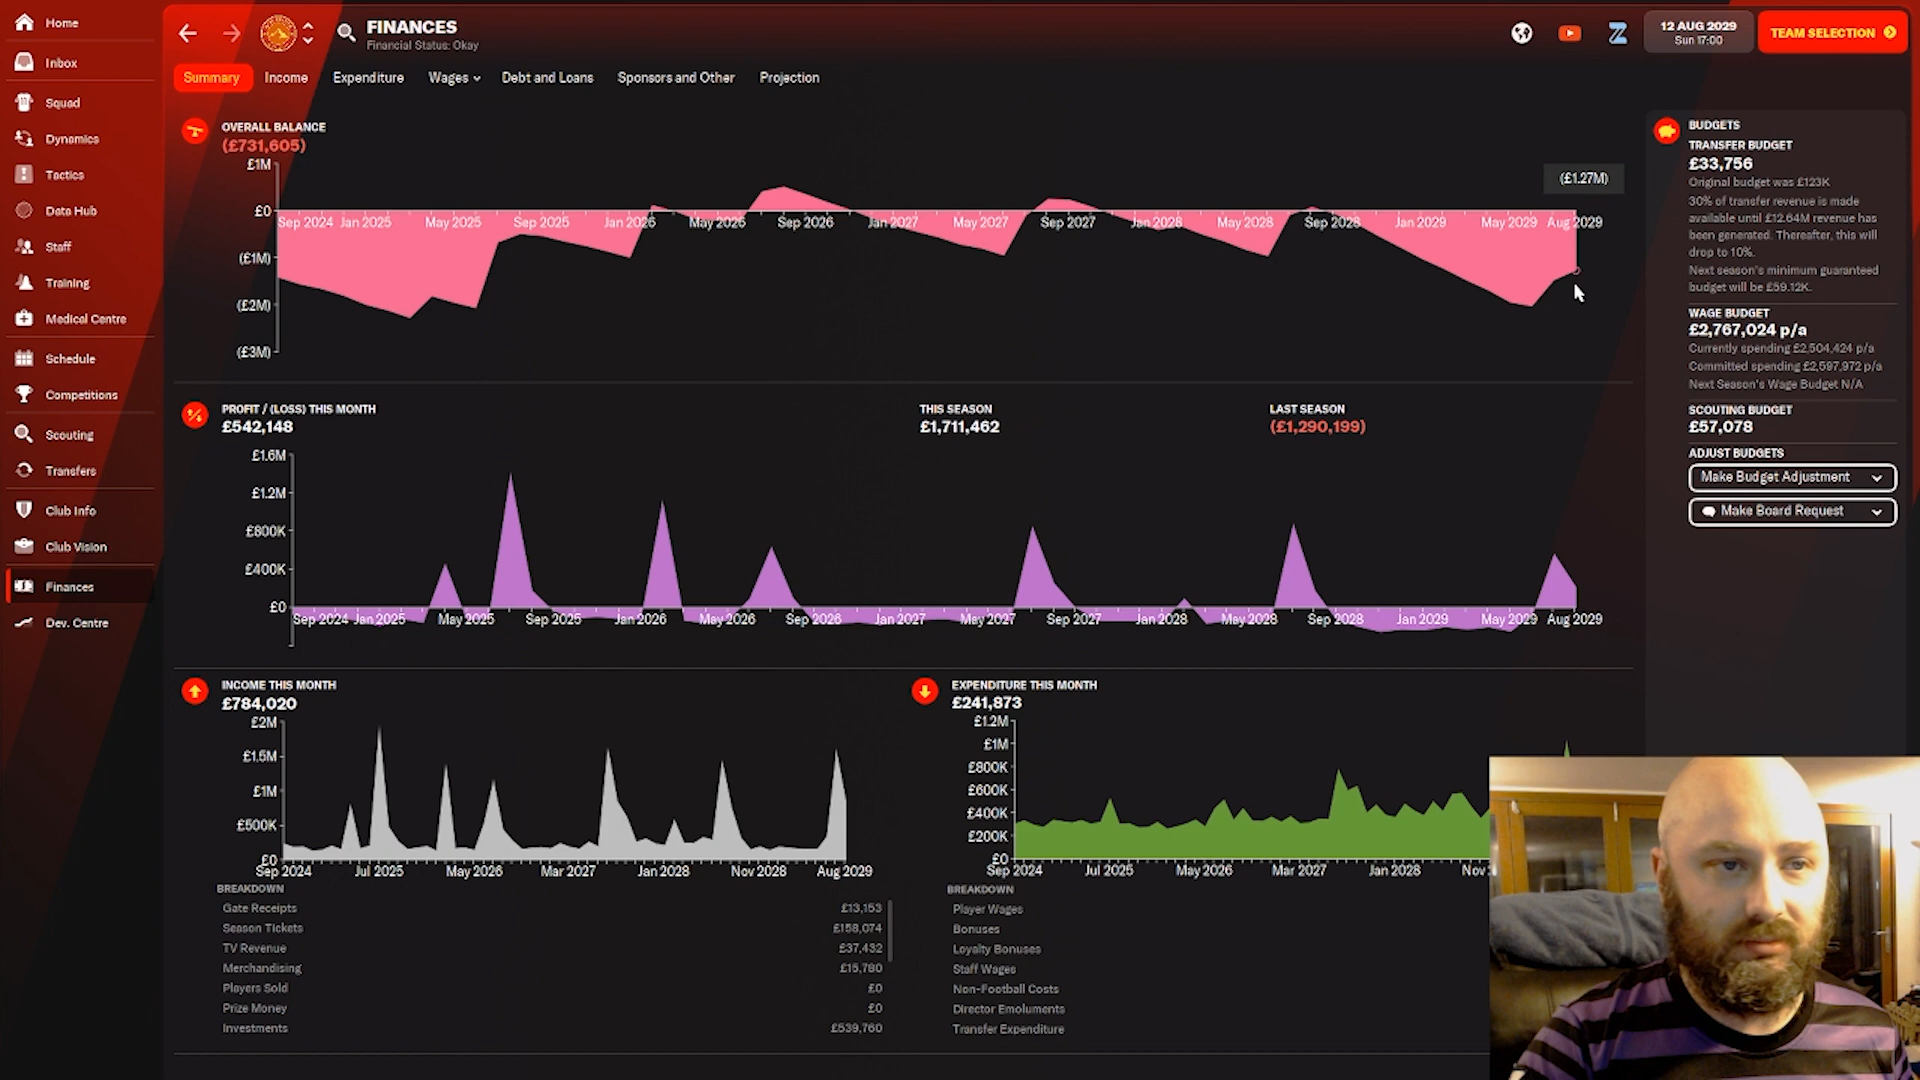 Home
Inbox
Squad
Dynamics
Tactics
Data Hub
Staff
Training
Medical Centre
Schedule
Competitions
Scouting
Transfers
Club Info
Club Vision
Finances
Dev. Centre
FINANCES
Financial Status: Okay
12 AUG 2029
Sun 17:00
TEAM SELECTION
Summary Income Expenditure Wages Debt and Loans Sponsors and Other Projection
OVERALL BALANCE
(£731,605)
£1M
£0
(£1M)
(£2M)
(£3M)
(£1.27M)
Sep 2024 Jan 2025 May 2025 Sep 2025 Jan 2026 May 2026 Sep 2026 Jan 2027 May 2027 Sep 2027 Jan 2028 May 2028 Sep 2028 Jan 2029 May 2029 Aug 2029
PROFIT / (LOSS) THIS MONTH
£542,148
THIS SEASON
£1,711,462
LAST SEASON
(£1,290,199)
£1.6M
£1.2M
£800K
£400K
£0
Sep 2024 Jan 2025 May 2025 Sep 2025 Jan 2026 May 2026 Sep 2026 Jan 2027 May 2027 Sep 2027 Jan 2028 May 2028 Sep 2028 Jan 2029 May 2029 Aug 2029
INCOME THIS MONTH
£784,020
£2M
£1.5M
£1M
£500K
£0
Sep 2024 Jul 2025 May 2026 Mar 2027 Jan 2028 Nov 2028 Aug 2029
BREAKDOWN
Gate Receipts £13,153
Season Tickets £158,074
TV Revenue £37,432
Merchandising £15,780
Players Sold £0
Prize Money £0
Investments £539,760
EXPENDITURE THIS MONTH
£241,873
£1.2M
£1M
£800K
£600K
£400K
£200K
£0
Sep 2024 Jul 2025 May 2026 Mar 2027 Jan 2028 Nov
BREAKDOWN
Player Wages
Bonuses
Loyalty Bonuses
Staff Wages
Non-Football Costs
Director Emoluments
Transfer Expenditure
BUDGETS
TRANSFER BUDGET
£33,756
Original budget was £123K
30% of transfer revenue is made
available until £12.64M revenue has
been generated. Thereafter, this will
drop to 10%.
Next season's minimum guaranteed
budget will be £59.12K.
WAGE BUDGET
£2,767,024 p/a
Currently spending £2,504,424 p/a
Committed spending £2,597,972 p/a
Next Season's Wage Budget N/A
SCOUTING BUDGET
£57,078
ADJUST BUDGETS
Make Budget Adjustment
Make Board Request